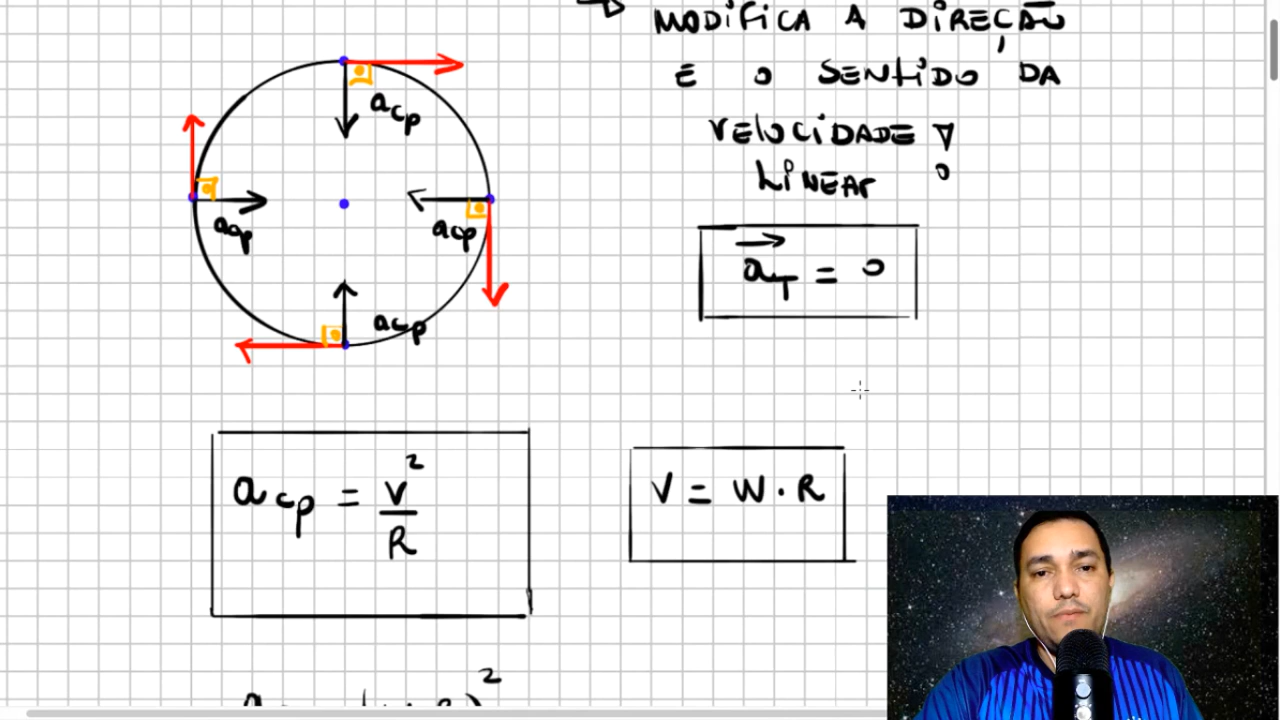 MODIFICA A DIREÇÃO
E O SENTIDO DA
VELOCIDADE
LINEAR
acp
acp
acp
acp
aT = 0
acp = v²/R
V = W · R